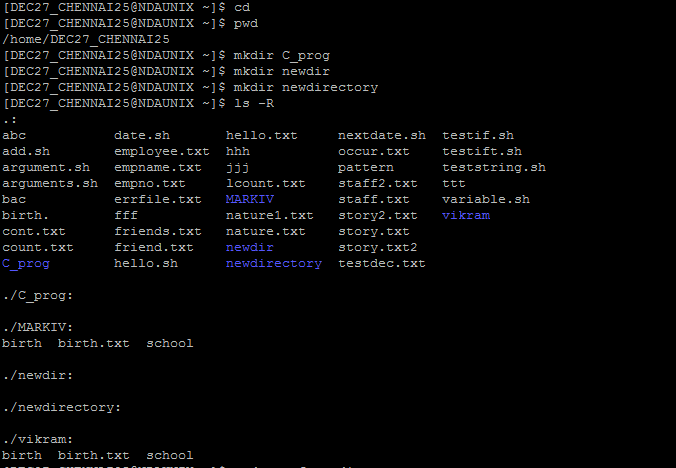 [DEC27_CHENNAI25@NDAUNIX ~]$ cd
[DEC27_CHENNAI25@NDAUNIX ~]$ pwd
/home/DEC27_CHENNAI25
[DEC27_CHENNAI25@NDAUNIX ~]$ mkdir C_prog
[DEC27_CHENNAI25@NDAUNIX ~]$ mkdir newdir
[DEC27_CHENNAI25@NDAUNIX ~]$ mkdir newdirectory
[DEC27_CHENNAI25@NDAUNIX ~]$ ls -R
.:
abc date.sh hello.txt nextdate.sh testif.sh
add.sh employee.txt hhh occur.txt testift.sh
argument.sh empname.txt jjj pattern teststring.sh
arguments.sh empno.txt lcount.txt staff2.txt ttt
bac errfile.txt MARKIV staff.txt variable.sh
birth. fff nature1.txt story2.txt vikram
cont.txt friends.txt nature.txt story.txt
count.txt friend.txt newdir story.txt2
C_prog hello.sh newdirectory testdec.txt
./C_prog:
./MARKIV:
birth birth.txt school
./newdir:
./newdirectory:
./vikram:
birth birth.txt school